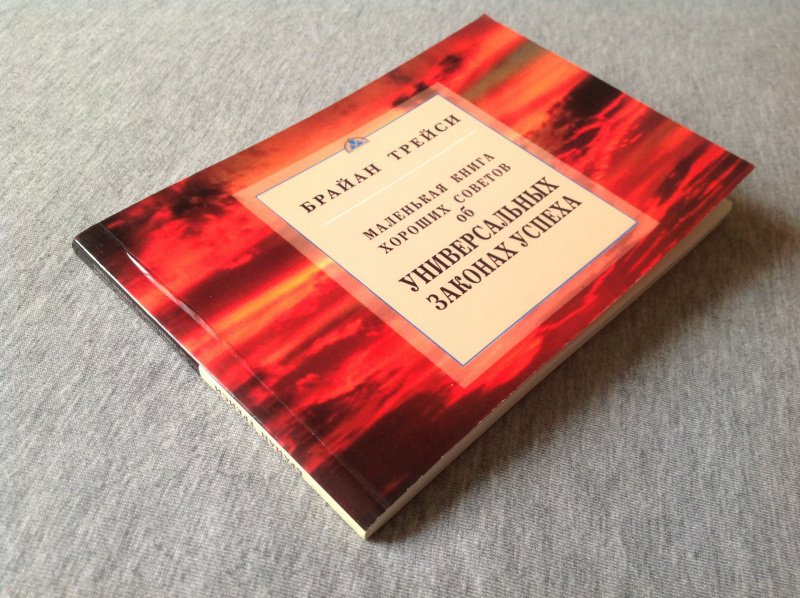 БРАЙАН ТРЕЙСИ
МАЛЕНЬКАЯ КНИГА
ХОРОШИХ СОВЕТОВ
об
УНИВЕРСАЛЬНЫХ
ЗАКОНАХ УСПЕХА